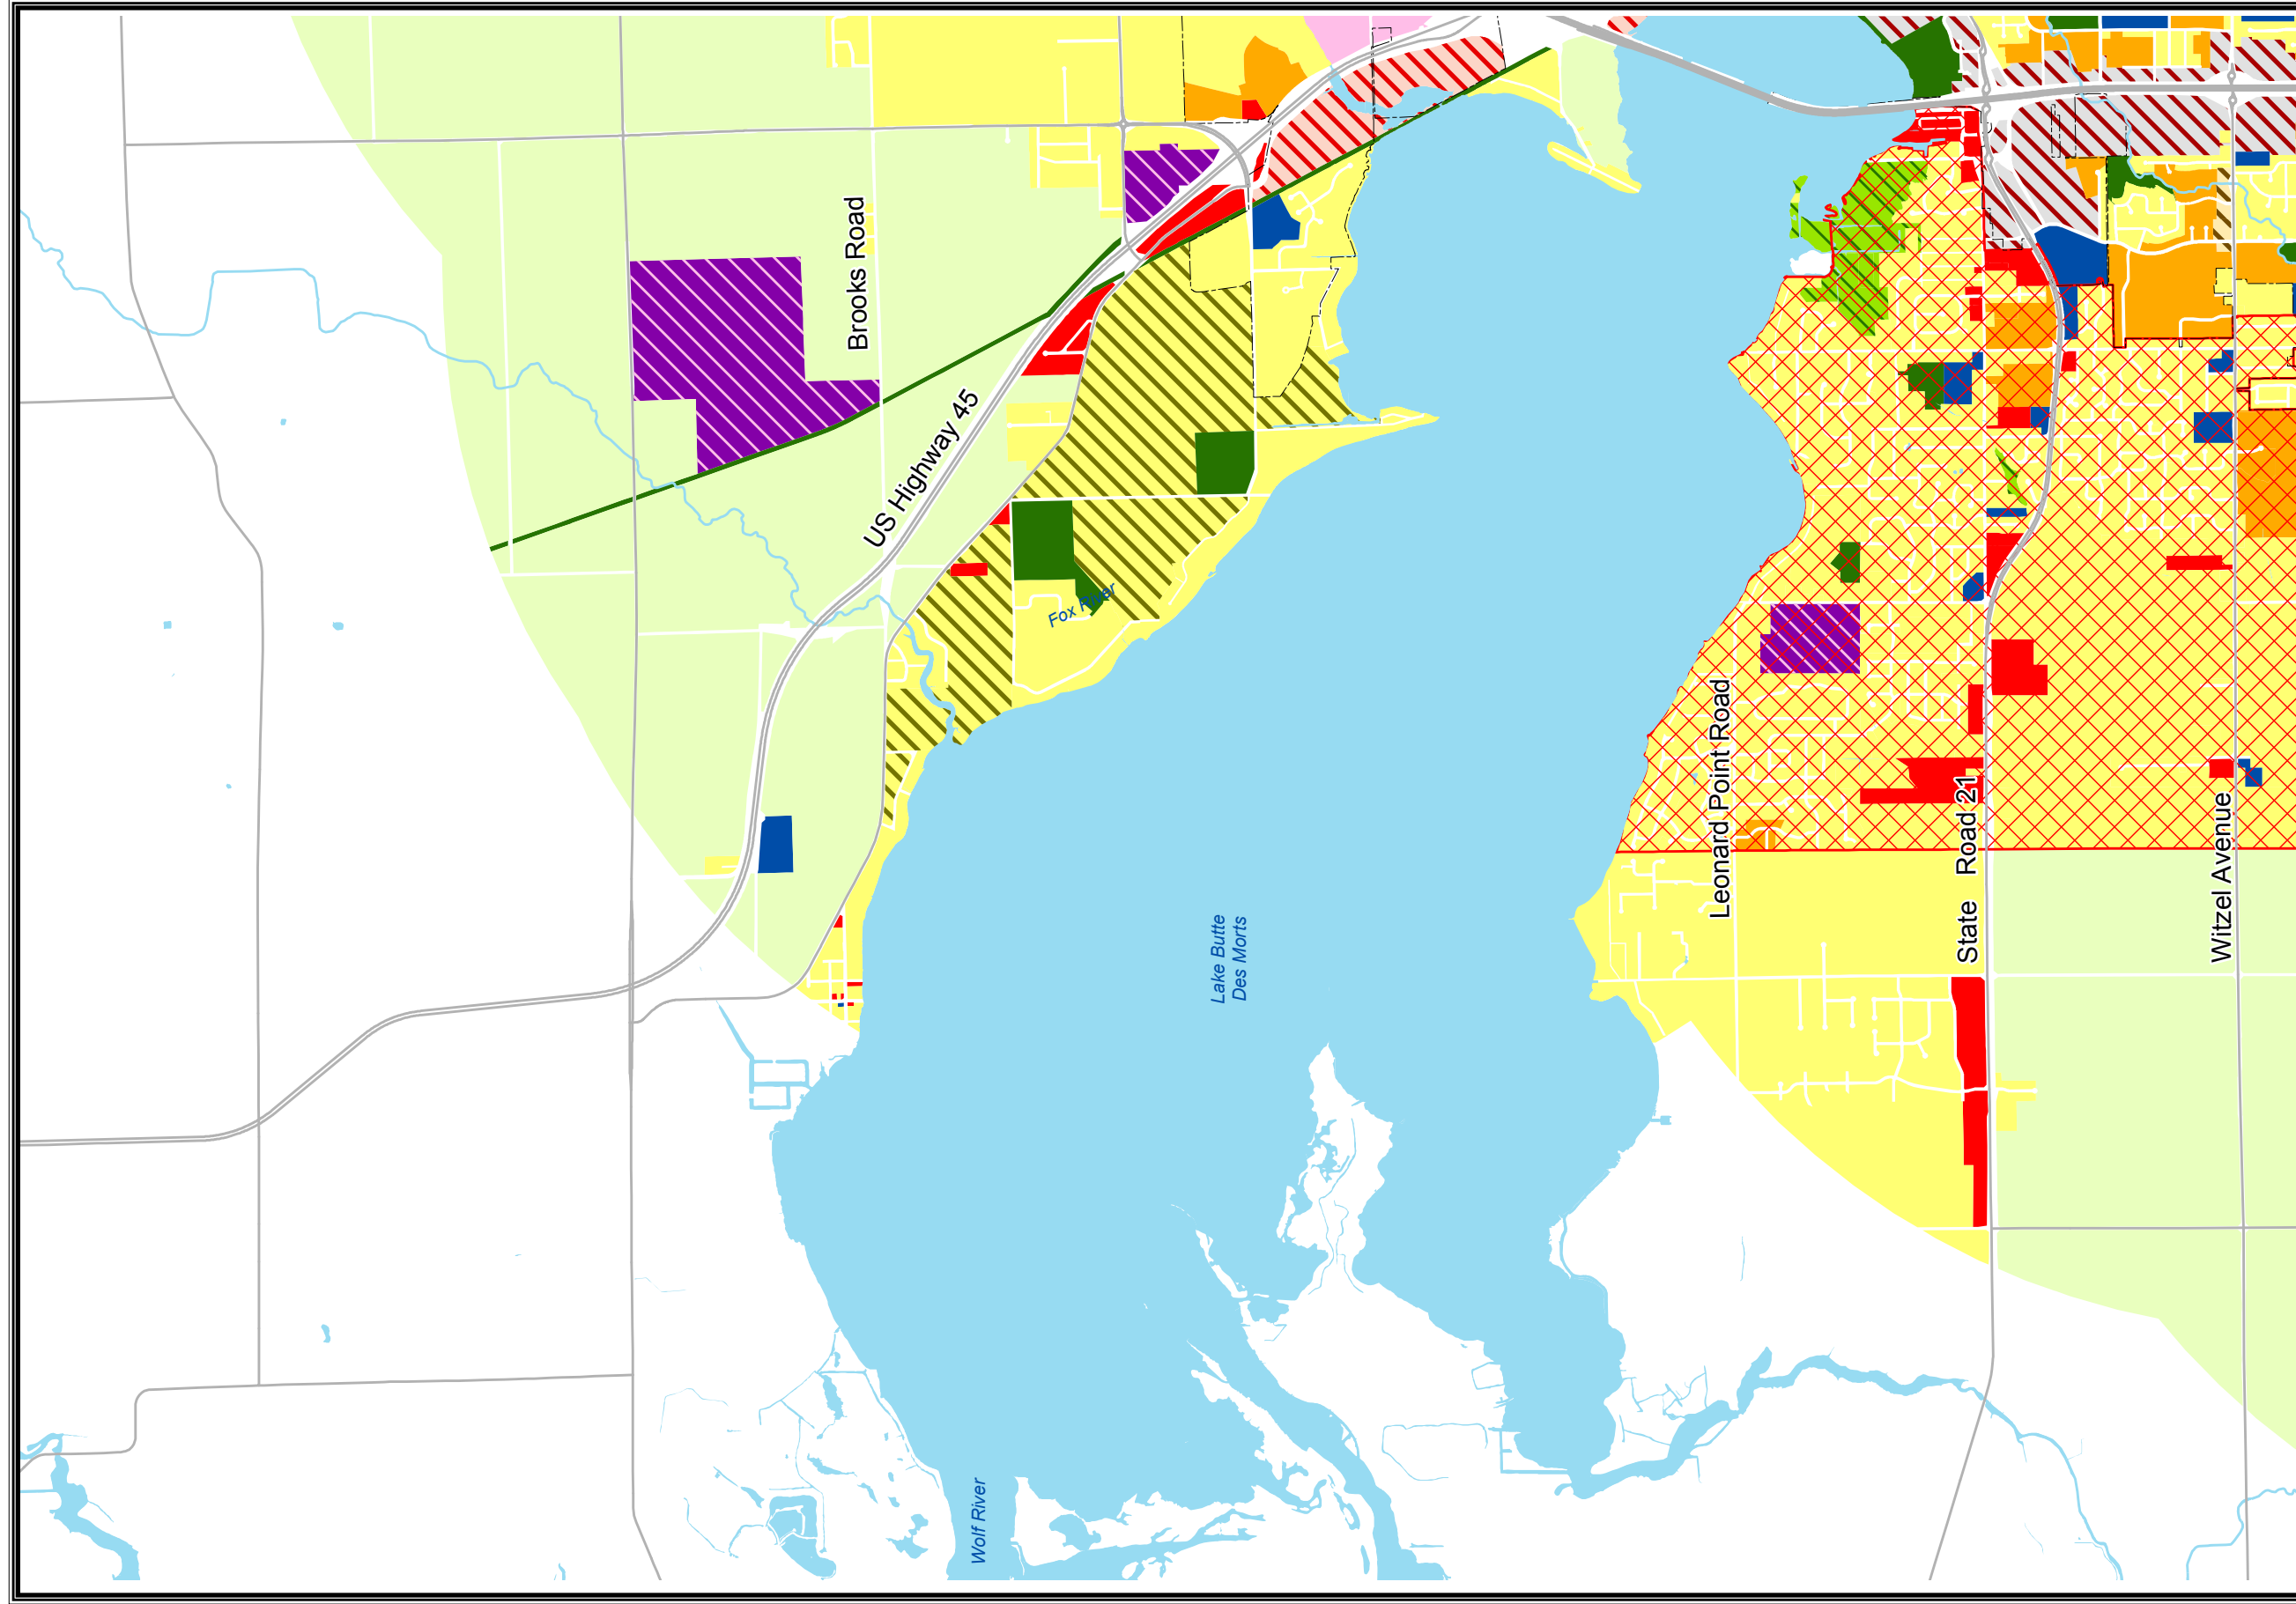 Brooks Road
US Highway 45
Fox River
Leonard Point Road
State Road 21
Witzel Avenue
Lake Butte
Des Morts
Wolf River